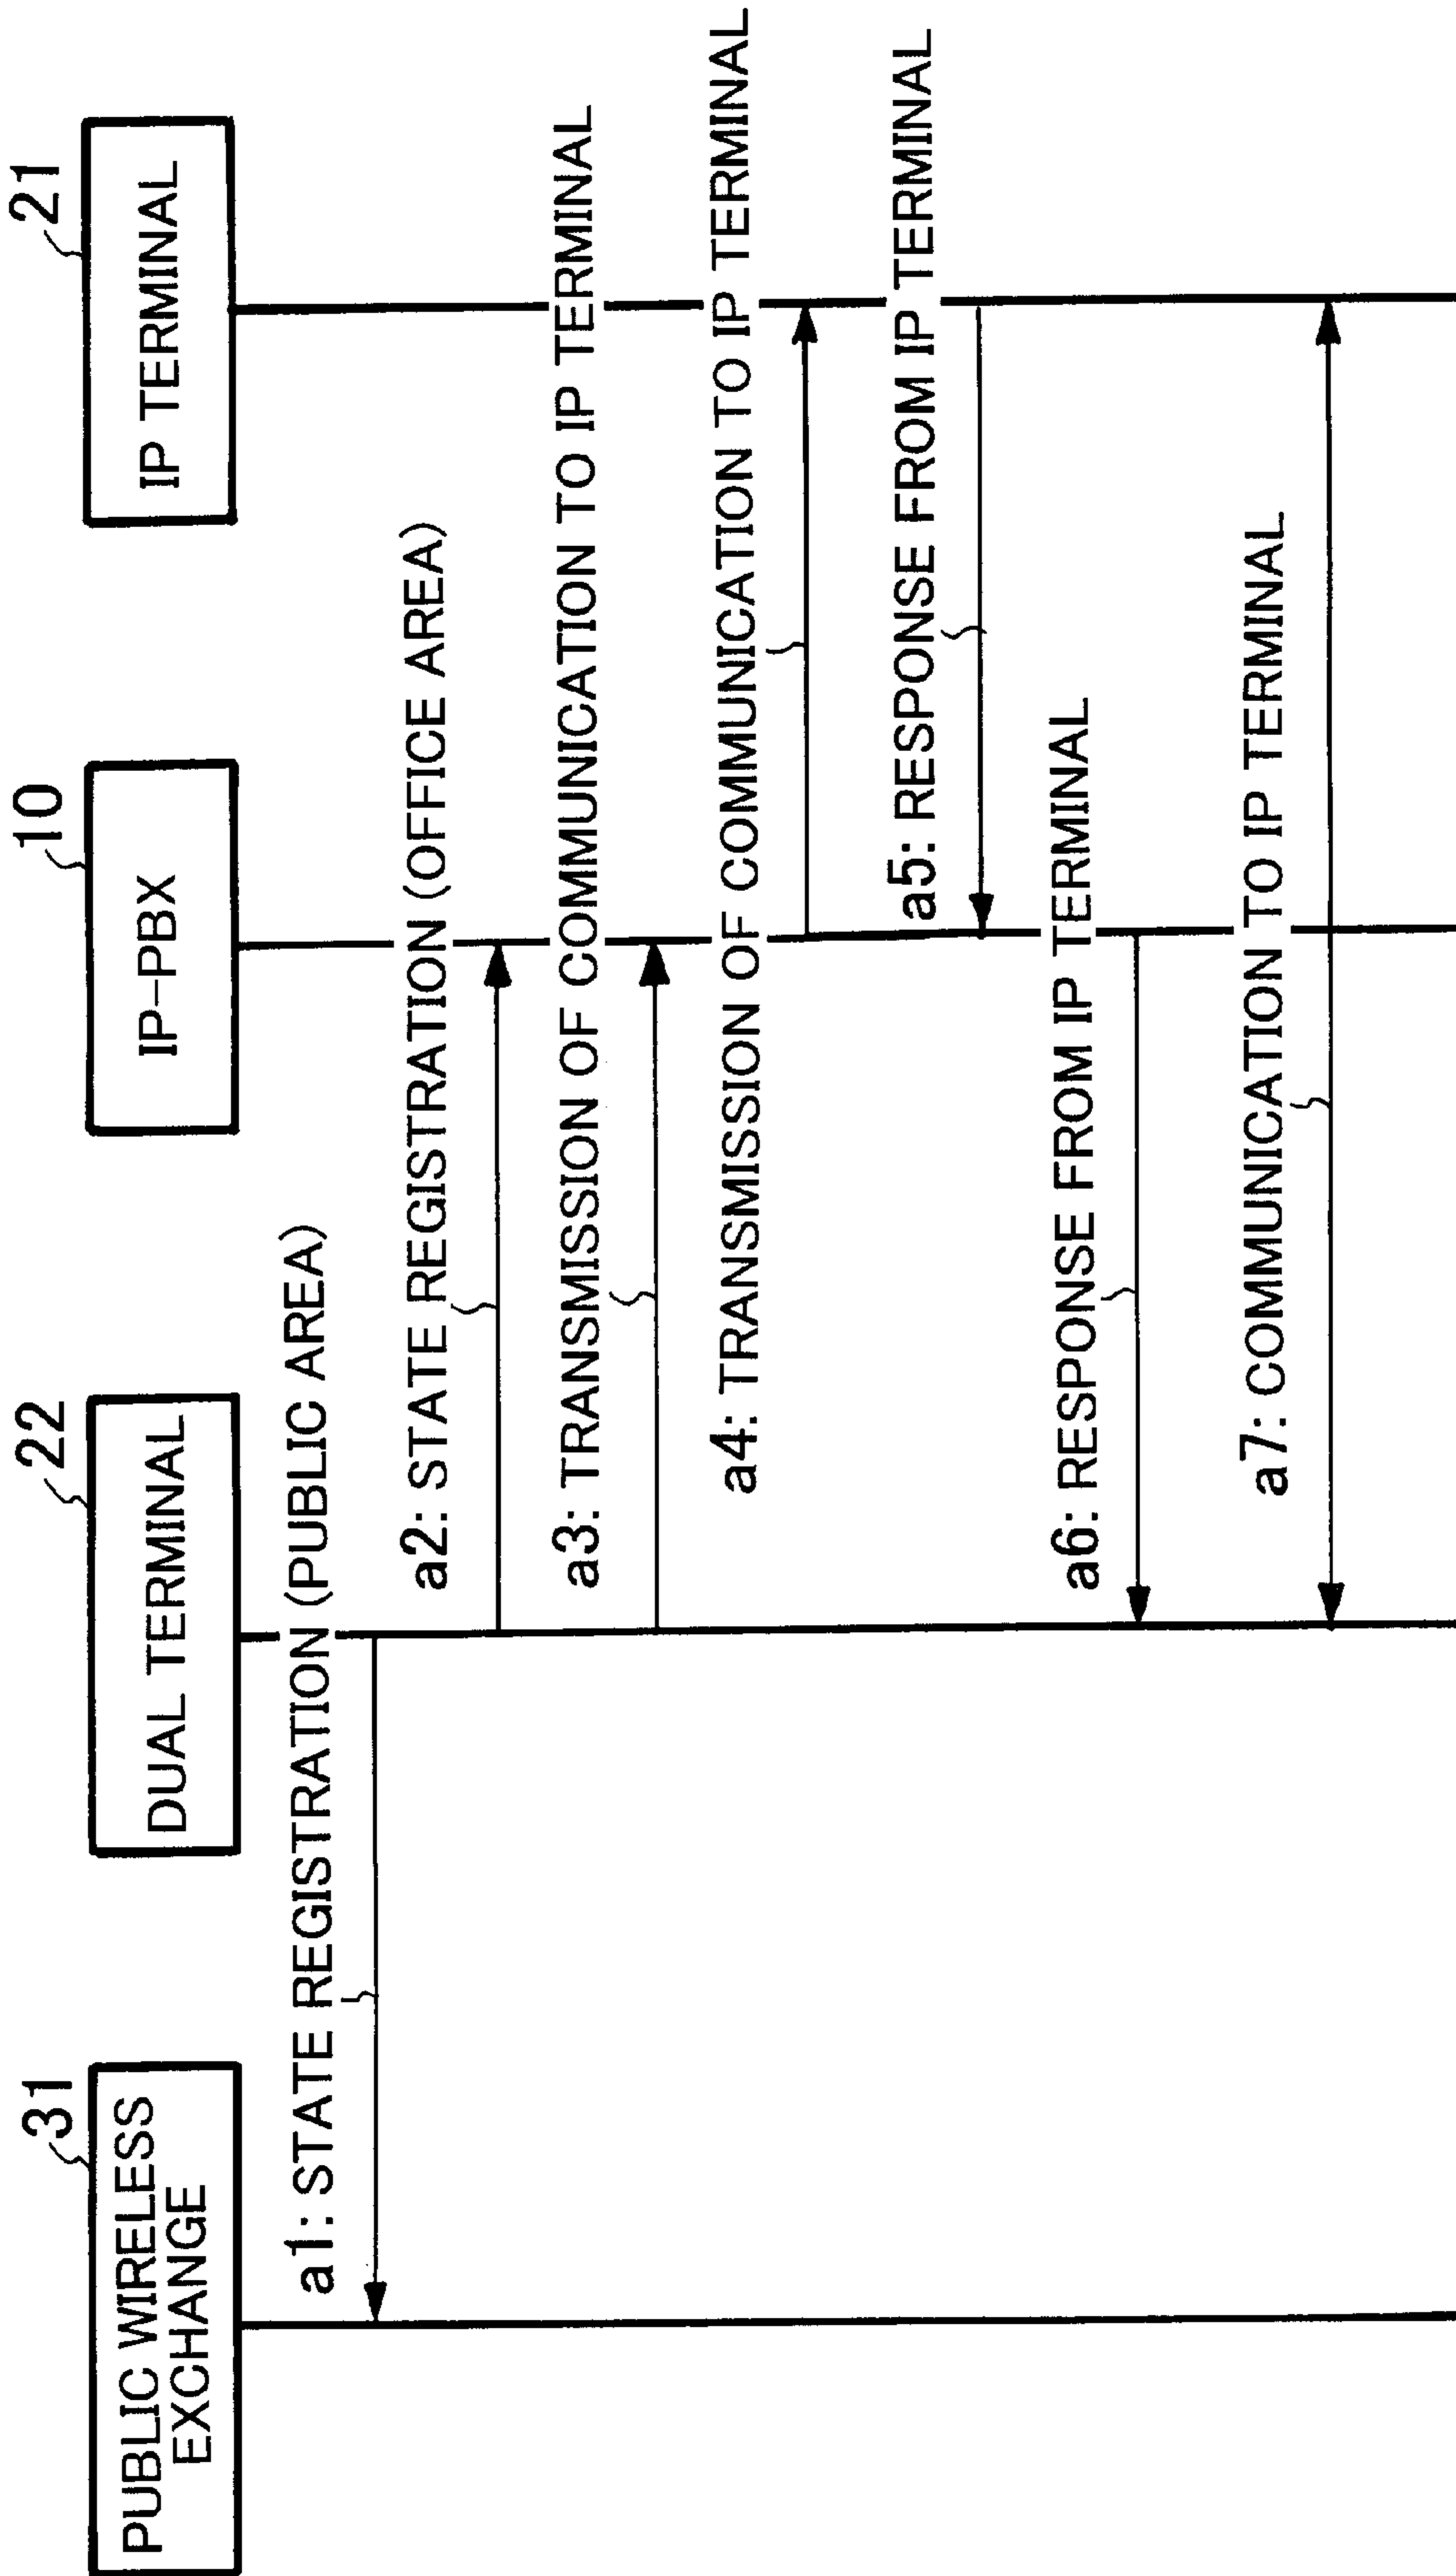 31
PUBLIC WIRELESS
EXCHANGE
22
DUAL TERMINAL
10
IP-PBX
21
IP TERMINAL
a1: STATE REGISTRATION (PUBLIC AREA)
a2: STATE REGISTRATION (OFFICE AREA)
a3: TRANSMISSION OF COMMUNICATION TO IP TERMINAL
a4: TRANSMISSION OF COMMUNICATION TO IP TERMINAL
a5: RESPONSE FROM IP TERMINAL
a6: RESPONSE FROM IP TERMINAL
a7: COMMUNICATION TO IP TERMINAL